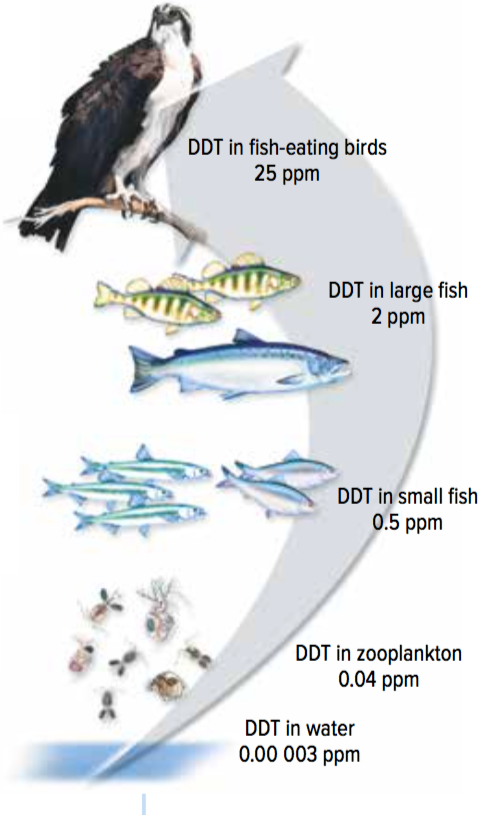 DDT in fish-eating birds
25 ppm
DDT in large fish
2 ppm
DDT in small fish
0.5 ppm
DDT in zooplankton
0.04 ppm
DDT in water
0.00 003 ppm